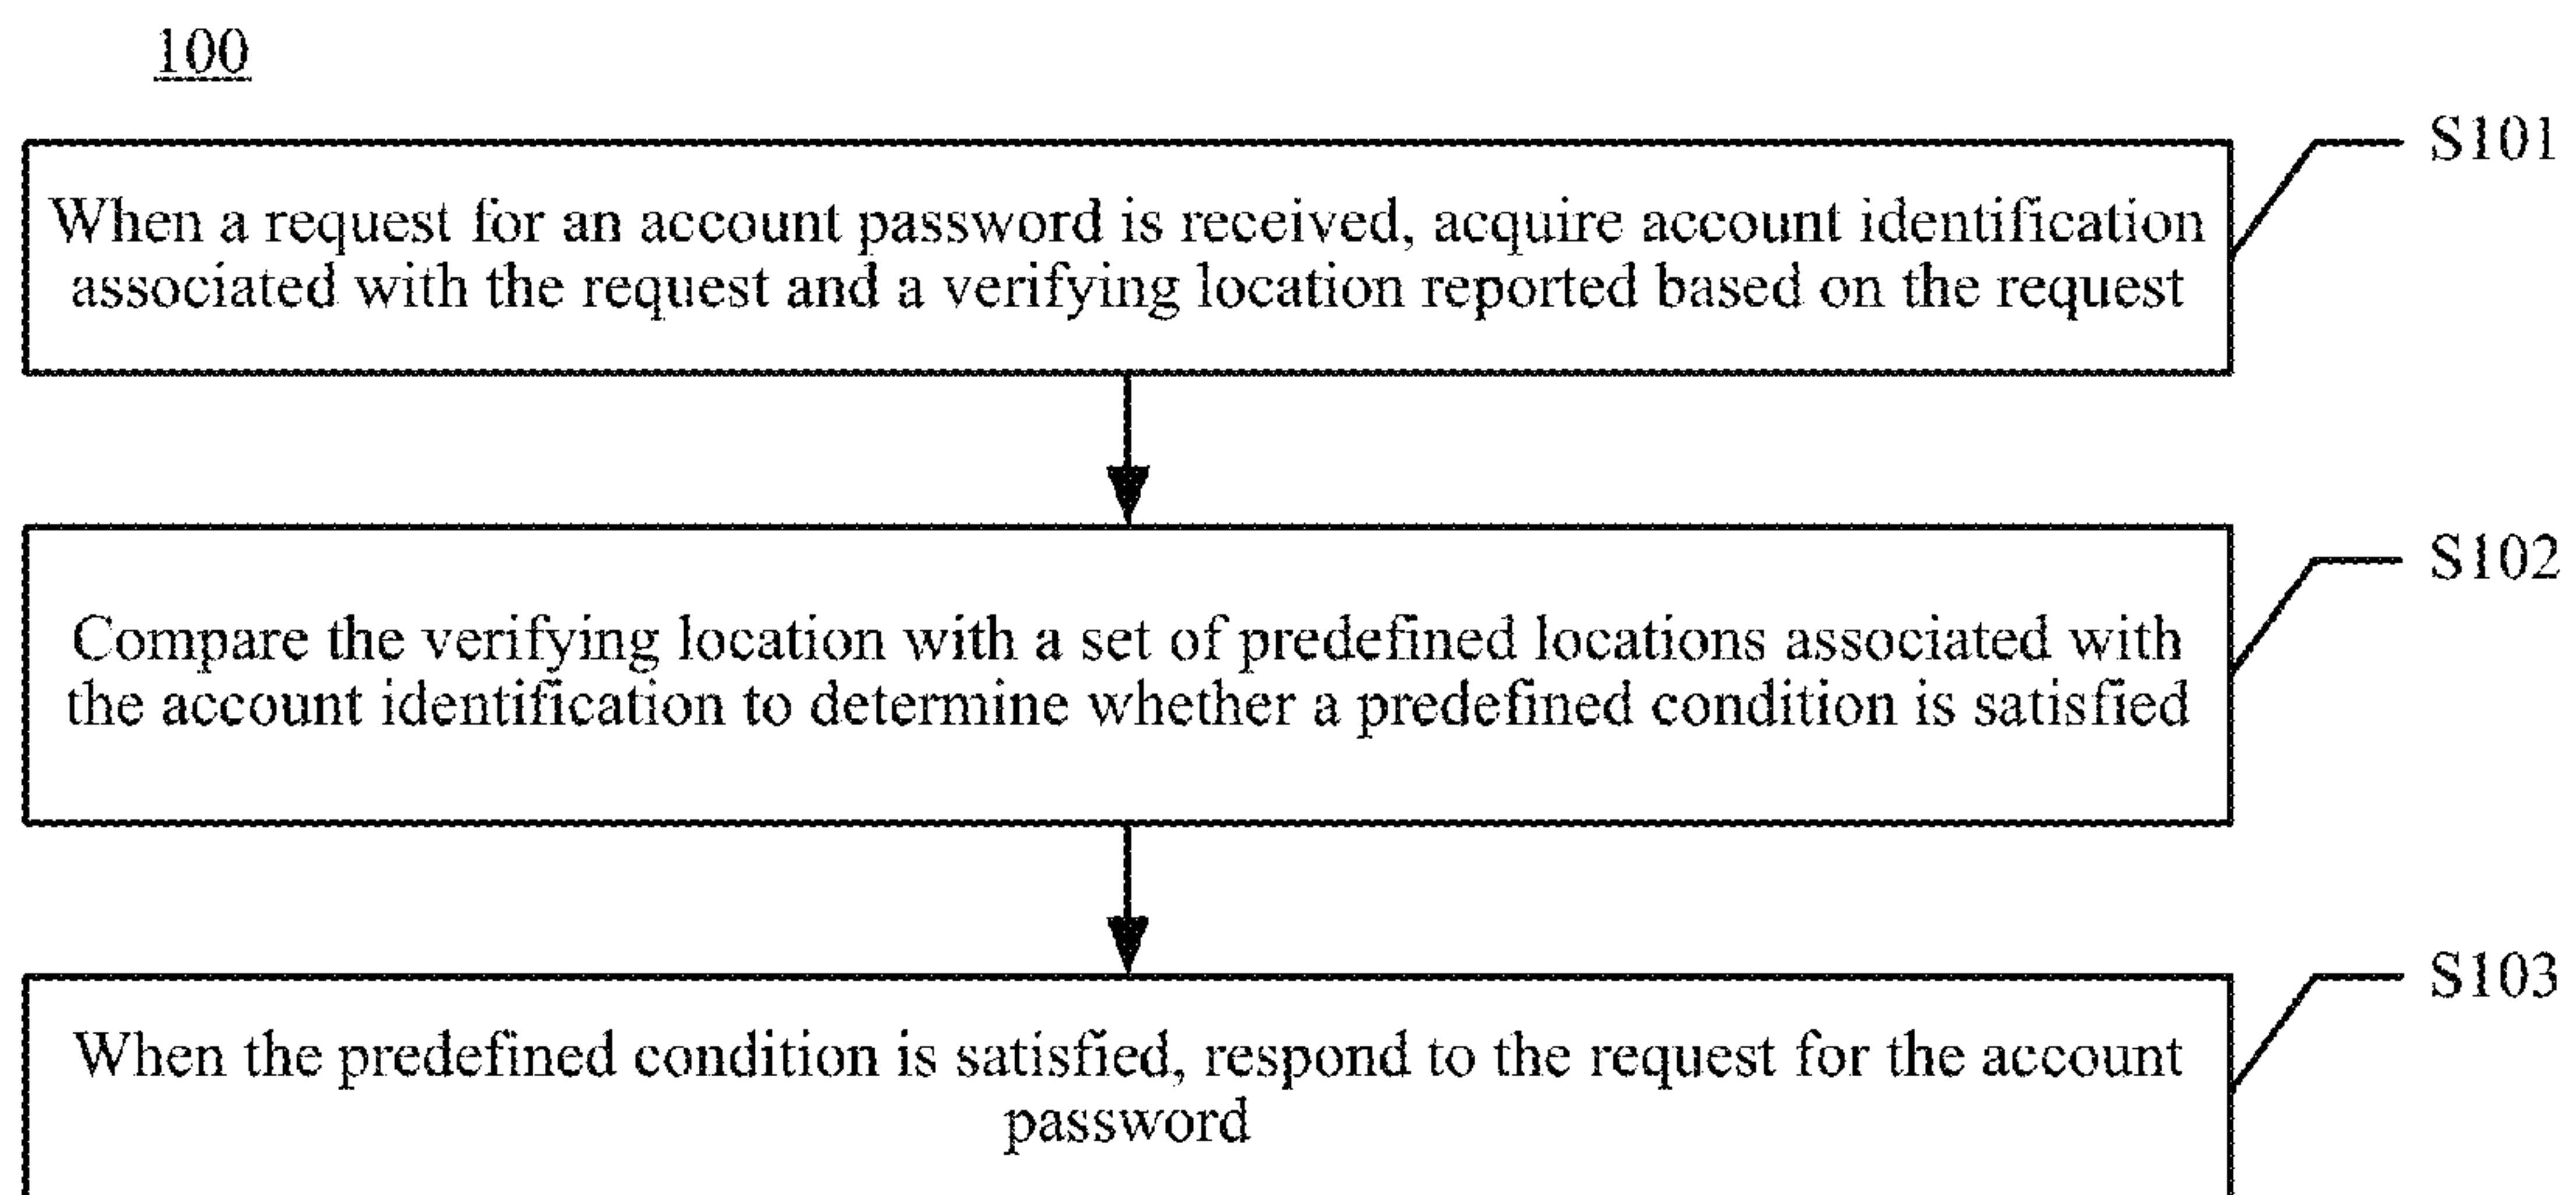 100
S101
When a request for an account password is received, acquire account identification
associated with the request and a verifying location reported based on the request
S102
Compare the verifying location with a set of predefined locations associated with
the account identification to determine whether a predefined condition is satisfied
S103
When the predefined condition is satisfied, respond to the request for the account
password